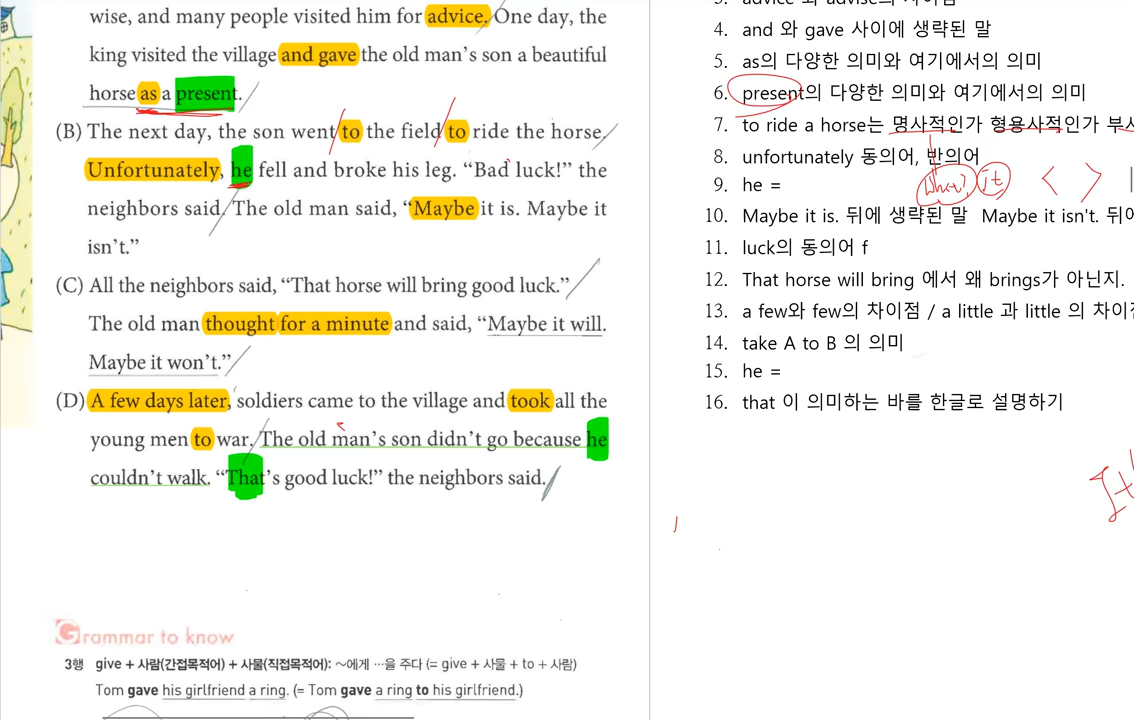 wise, and many people visited him for advice. One day, the
king visited the village and gave the old man's son a beautiful
horse as a present.
(B) The next day, the son went to the field to ride the horse.
Unfortunately, he fell and broke his leg. “Bad luck!” the
neighbors said. The old man said, “Maybe it is. Maybe it
isn't.”
(C) All the neighbors said, “That horse will bring good luck.”
The old man thought for a minute and said, “Maybe it will.
Maybe it won't.”
(D) A few days later, soldiers came to the village and took all the
young men to war. The old man's son didn't go because he
couldn't walk. “That's good luck!” the neighbors said.
Grammar to know
3행 give + 사람(간접목적어) + 사물(직접목적어): ～에게 …을 주다 (= give + 사물 + to + 사람)
Tom gave his girlfriend a ring. (= Tom gave a ring to his girlfriend.)
4. and 와 gave 사이에 생략된 말
5. as의 다양한 의미와 여기에서의 의미
6. present의 다양한 의미와 여기에서의 의미
7. to ride a horse는 명사적인가 형용사적인가 부사
8. unfortunately 동의어, 반의어
it
9. he =
10. Maybe it is. 뒤에 생략된 말 Maybe it isn't. 뒤에
11. luck의 동의어 f
12. That horse will bring 에서 왜 brings가 아닌지.
13. a few와 few의 차이점 / a little 과 little 의 차이점
14. take A to B 의 의미
15. he =
16. that 이 의미하는 바를 한글로 설명하기
It